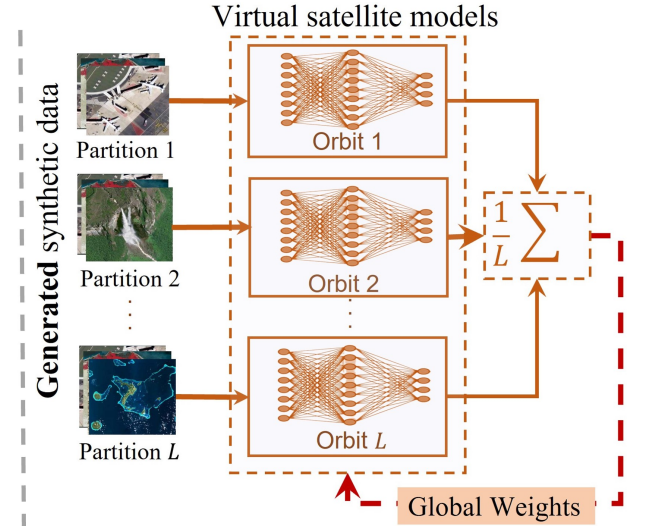 Virtual satellite models
Generated synthetic data
Partition 1
Orbit 1
Partition 2
Orbit 2
Partition L
Orbit L
1
L
∑
Global Weights